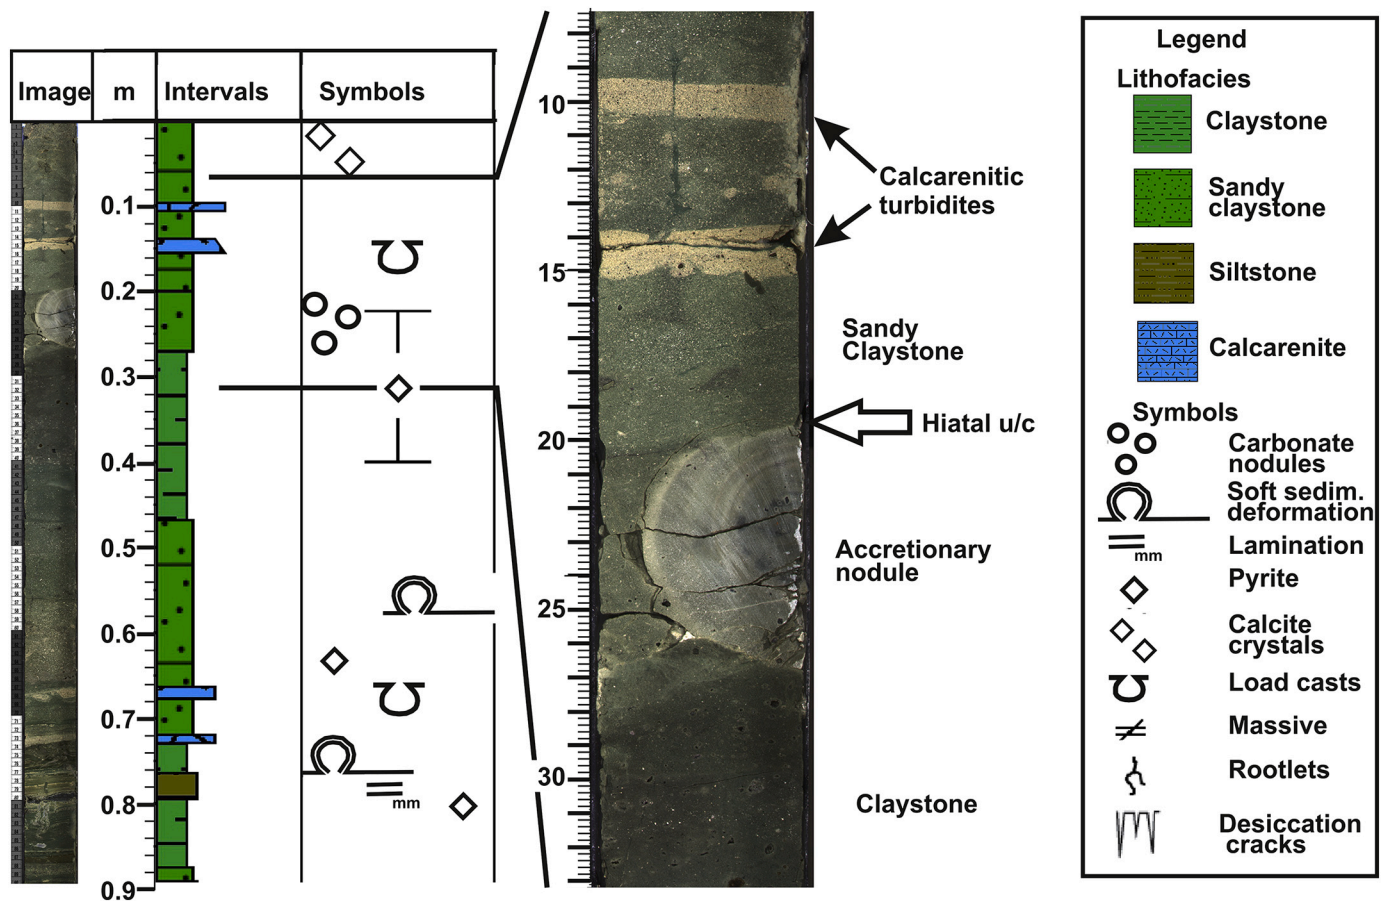 Image m Intervals Symbols
0.1
0.2
0.3
0.4
0.5
0.6
0.7
0.8
0.9
mm
10
15
20
25
30
Calcarenitic
turbidites
Sandy
Claystone
Hiatal u/c
Accretionary
nodule
Claystone
Legend
Lithofacies
Claystone
Sandy
claystone
Siltstone
Calcarenite
Symbols
Carbonate
nodules
Soft sedim.
deformation
Lamination
mm
Pyrite
Calcite
crystals
Load casts
Massive
Rootlets
Desiccation
cracks